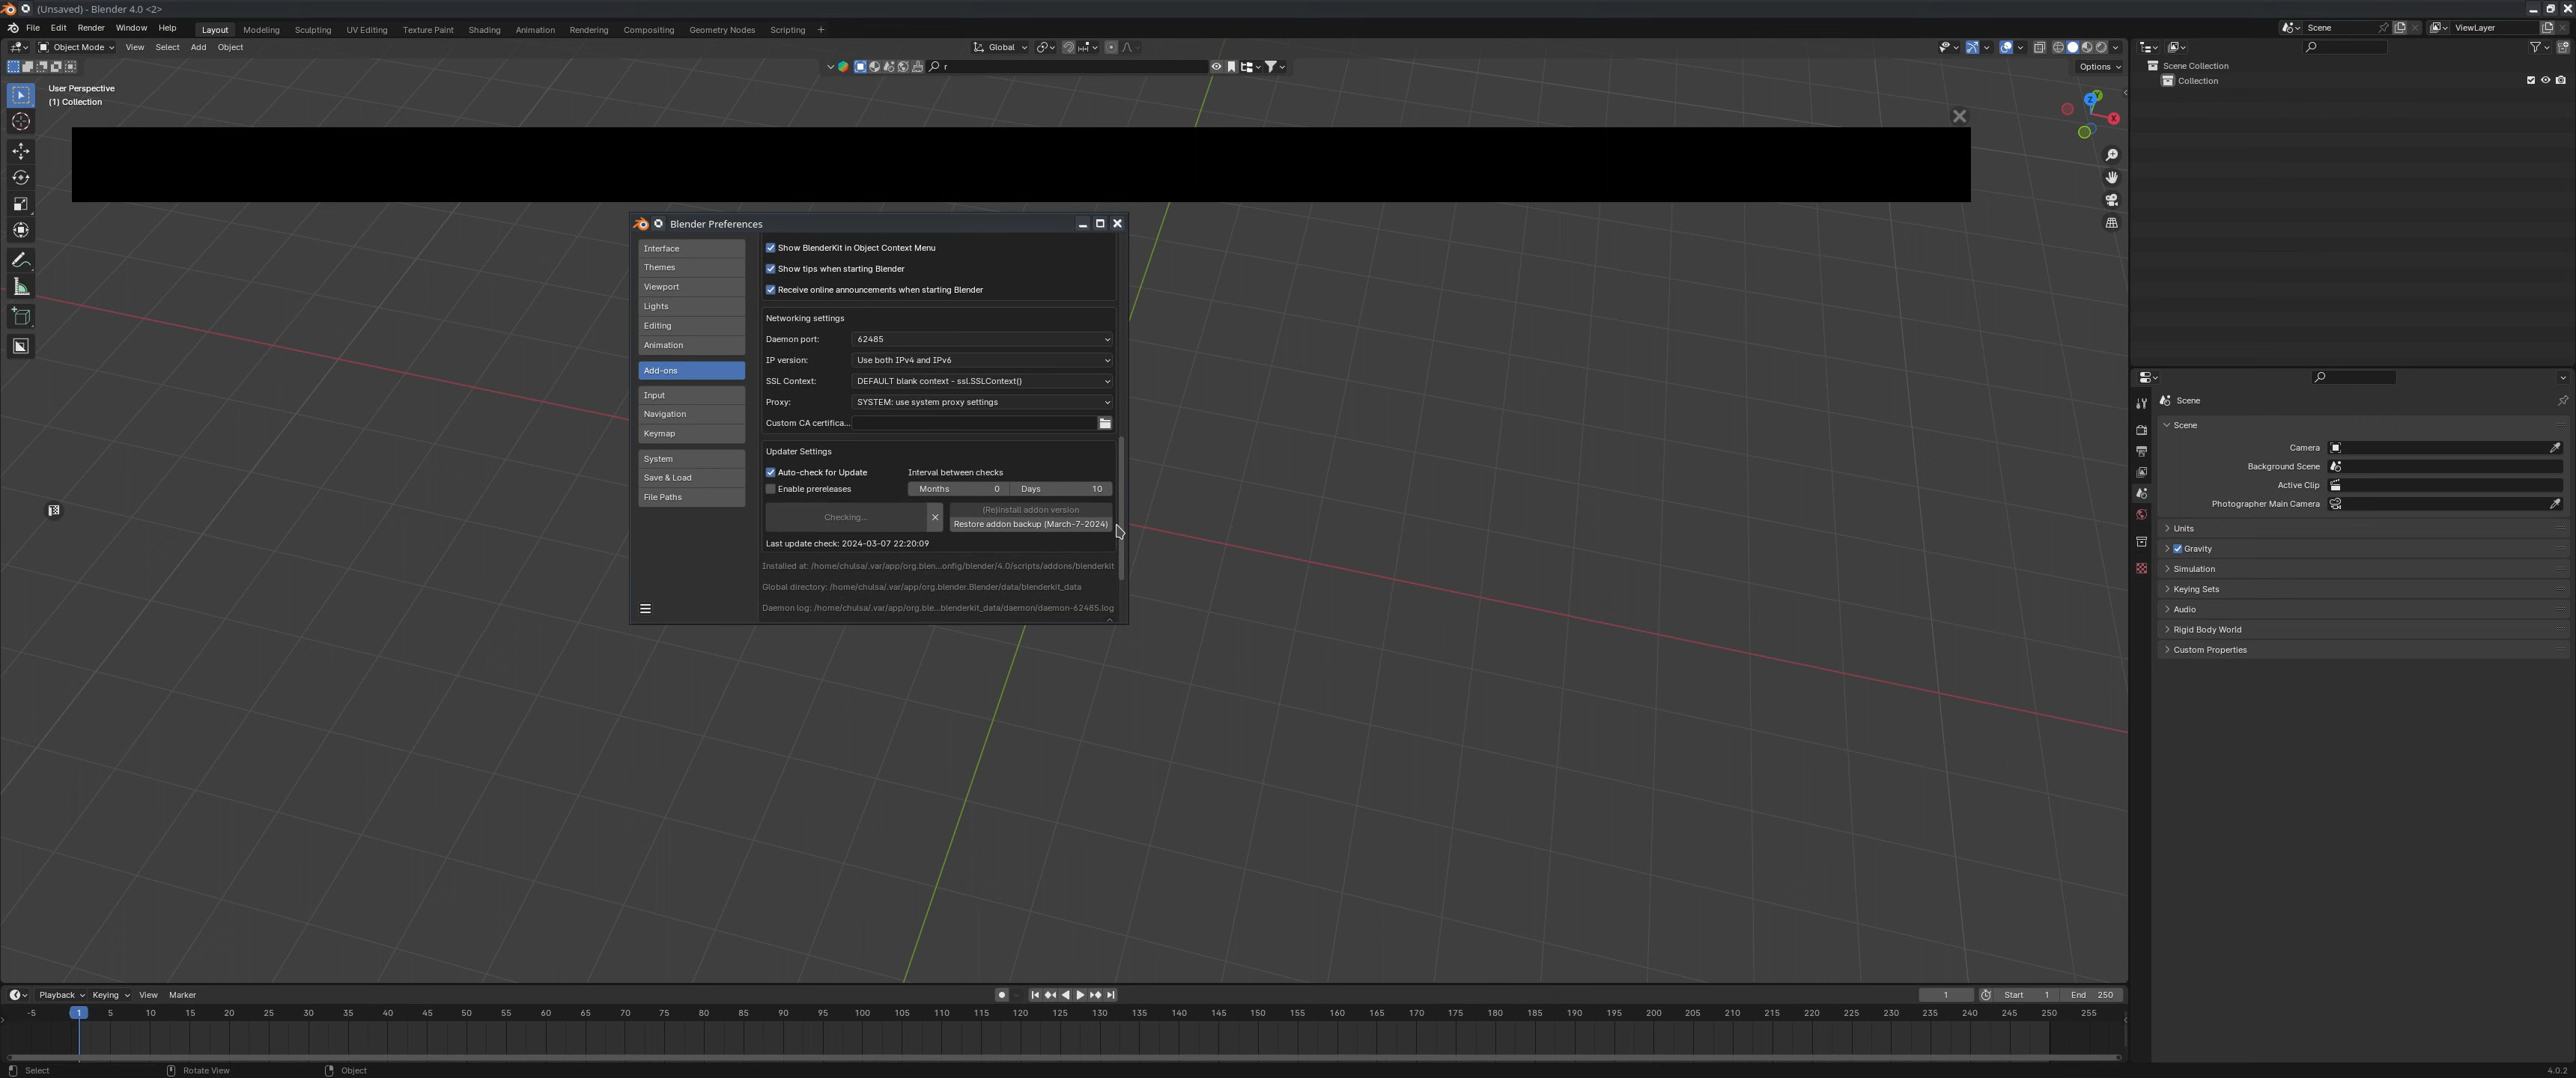 (Unsaved) - Blender 4.0 <2>
File Edit Render Window Help Layout Modeling Sculpting UV Editing Texture Paint Shading Animation Rendering Compositing Geometry Nodes Scripting + Scene ViewLayer
Object Mode View Select Add Object Global
r
Options
User Perspective
(1) Collection
Z Y X
Scene Collection
Collection
Blender Preferences
Interface
Themes
Viewport
Lights
Editing
Animation
Add-ons
Input
Navigation
Keymap
System
Save & Load
File Paths
Show BlenderKit in Object Context Menu
Show tips when starting Blender
Receive online announcements when starting Blender
Networking settings
Daemon port: 62485
IP version: Use both IPv4 and IPv6
SSL Context: DEFAULT blank context - ssl.SSLContext()
Proxy: SYSTEM: use system proxy settings
Custom CA certifica...
Updater Settings
Auto-check for Update Interval between checks
Enable prereleases Months 0 Days 10
Checking... (Re)install addon version
Restore addon backup (March-7-2024)
Last update check: 2024-03-07 22:20:09
Installed at: /home/chulsa/.var/app/org.blen...onfig/blender/4.0/scripts/addons/blenderkit
Global directory: /home/chulsa/.var/app/org.blender.Blender/data/blenderkit_data
Daemon log: /home/chulsa/.var/app/org.ble...blenderkit_data/daemon/daemon-62485.log
Scene
Scene
Camera
Background Scene
Active Clip
Photographer Main Camera
Units
Gravity
Simulation
Keying Sets
Audio
Rigid Body World
Custom Properties
Playback Keying View Marker 1 Start 1 End 250
-5 1 5 10 15 20 25 30 35 40 45 50 55 60 65 70 75 80 85 90 95 100 105 110 115 120 125 130 135 140 145 150 155 160 165 170 175 180 185 190 195 200 205 210 215 220 225 230 235 240 245 250 255
Select Rotate View Object 4.0.2